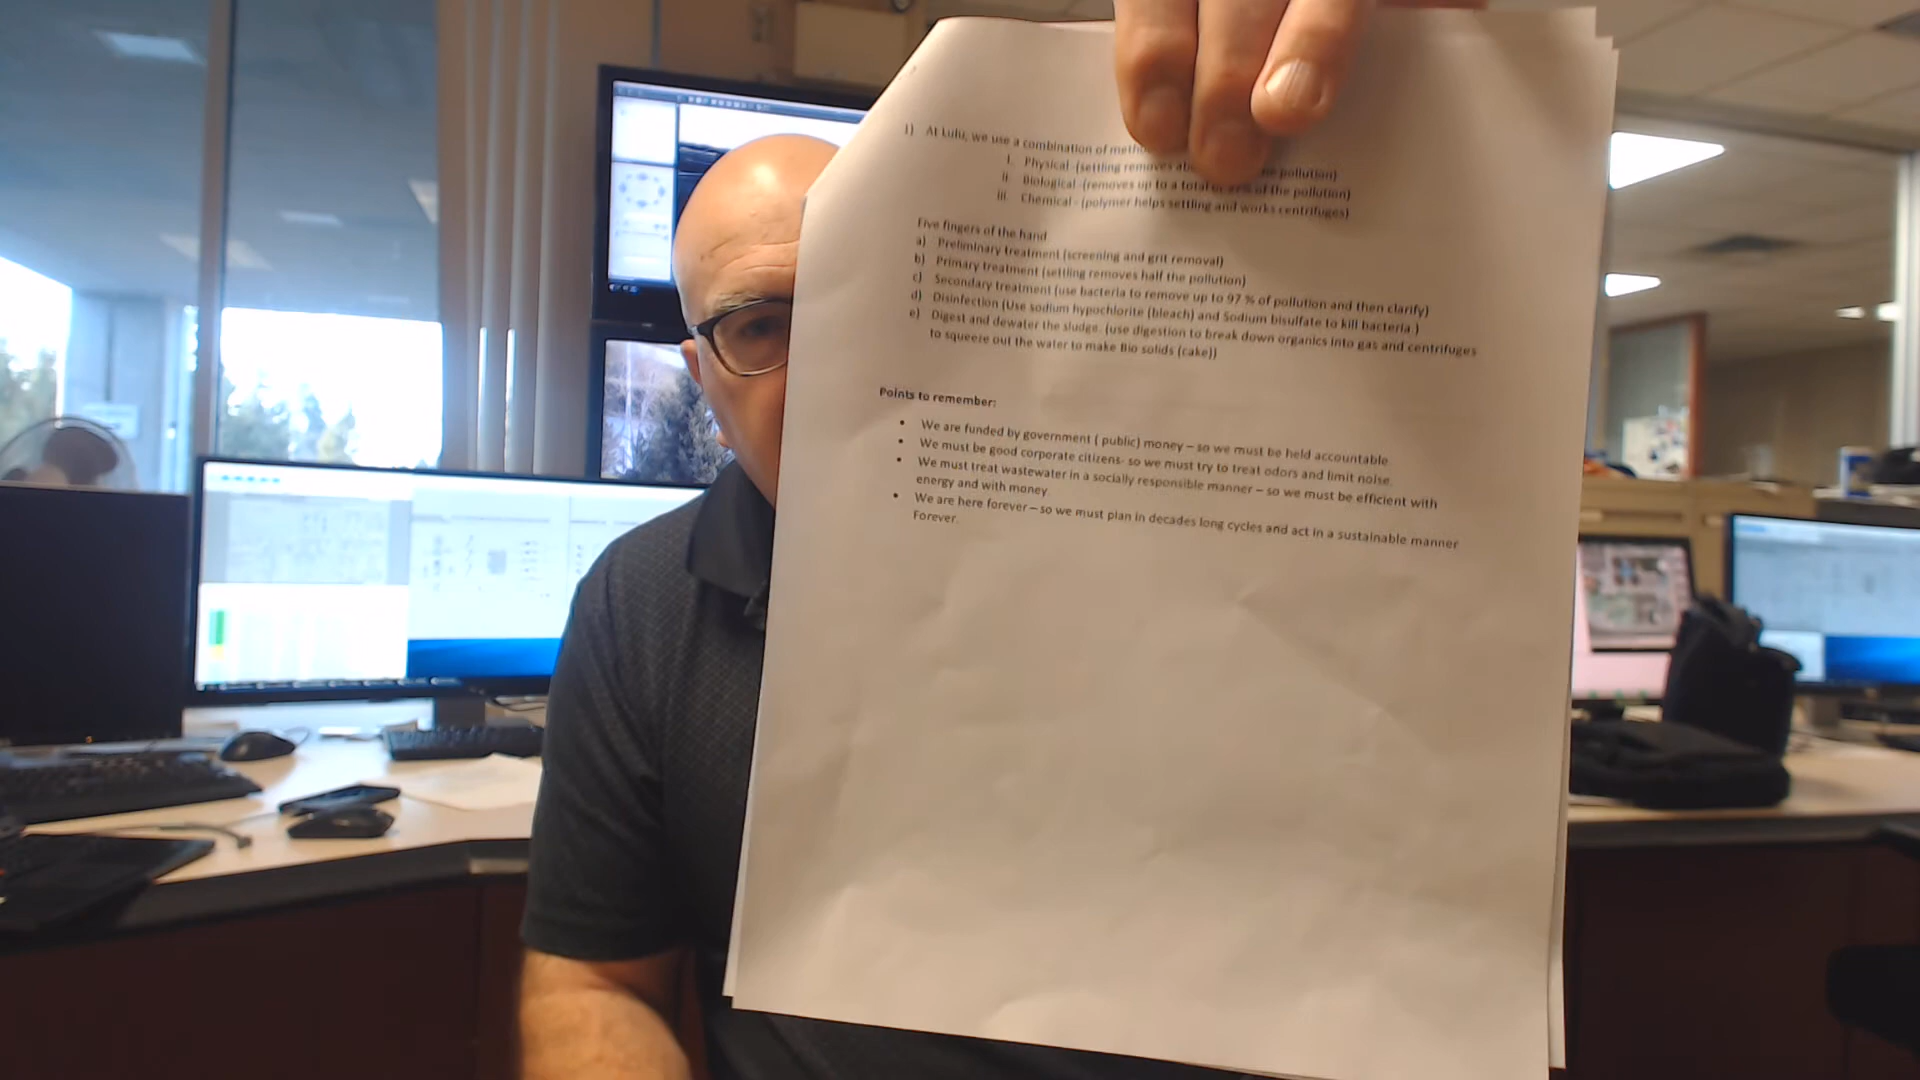 1) At Lulu, we use a combination of
i. Physical -(settling removes the pollution)
ii. Biological -(removes up to a total of 97% of the pollution)
iii. Chemical - (polymer helps settling and works centrifuges)
Five fingers of the hand
a) Preliminary treatment (screening and grit removal)
b) Primary treatment (settling removes half the pollution)
c) Secondary treatment (use bacteria to remove up to 97 % of pollution and then clarify)
d) Disinfection (Use sodium hypochlorite (bleach) and Sodium bisulfate to kill bacteria )
e) Digest and dewater the sludge. (use digestion to break down organics into gas and centrifuges
to squeeze out the water to make Bio solids (cake))
Points to remember:
• We are funded by government ( public) money – so we must be held accountable
• We must be good corporate citizens- so we must try to treat odors and limit noise.
• We must treat wastewater in a socially responsible manner – so we must be efficient with
energy and with money.
• We are here forever – so we must plan in decades long cycles and act in a sustainable manner
Forever.